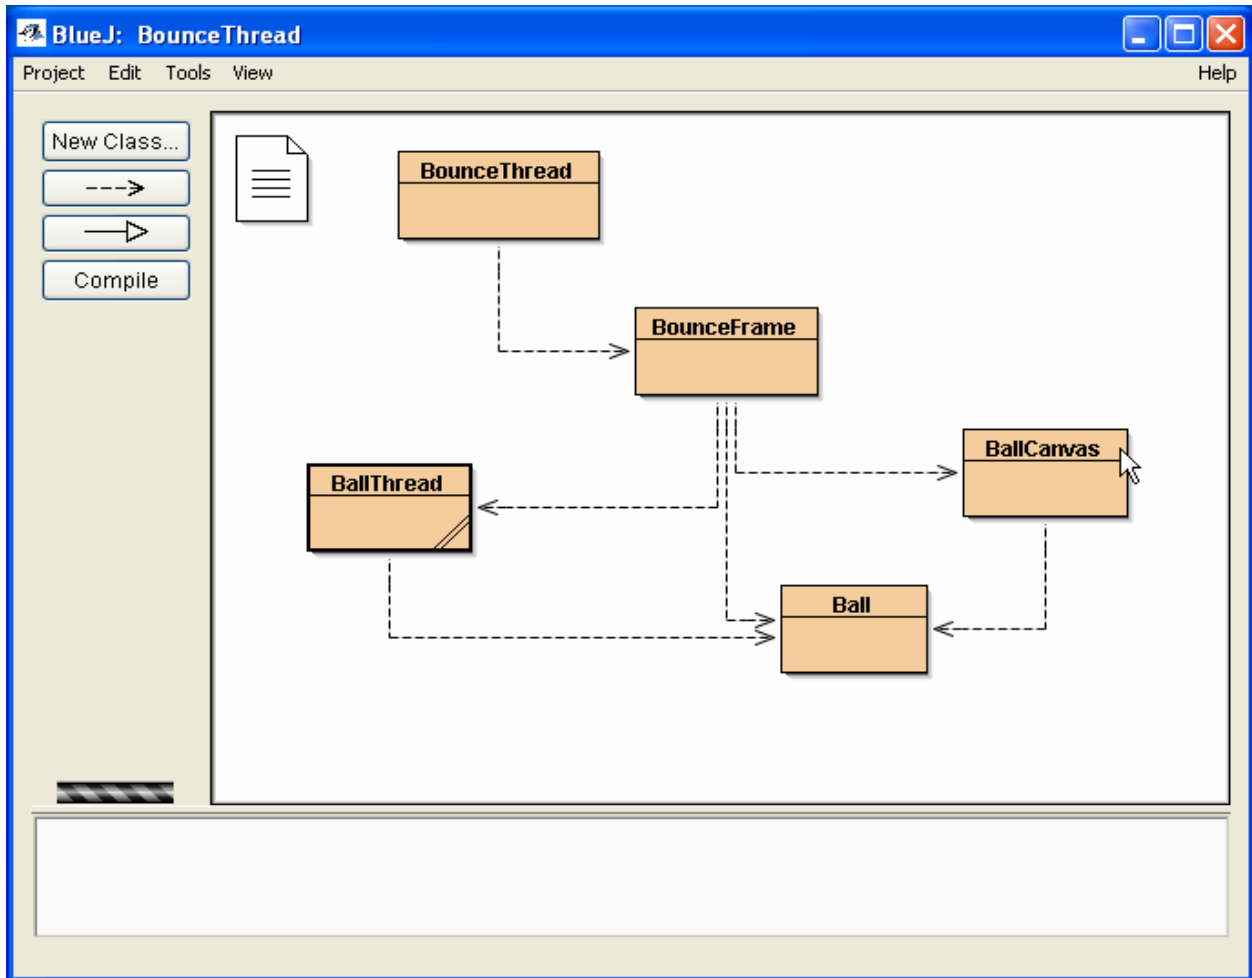 BlueJ: BounceThread
Project Edit Tools View Help
New Class...
Compile
BounceThread
BounceFrame
BallCanvas
BallThread
Ball